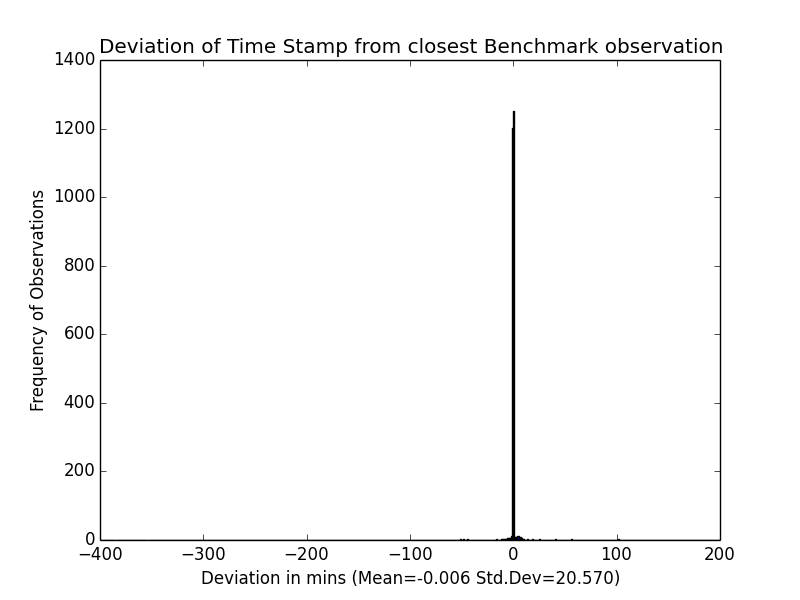 Deviation of Time Stamp from closest Benchmark observation
1400
1200
1000
800
600
400
200
0
Frequency of Observations
−400 −300 −200 −100 0 100 200
Deviation in mins (Mean=-0.006 Std.Dev=20.570)